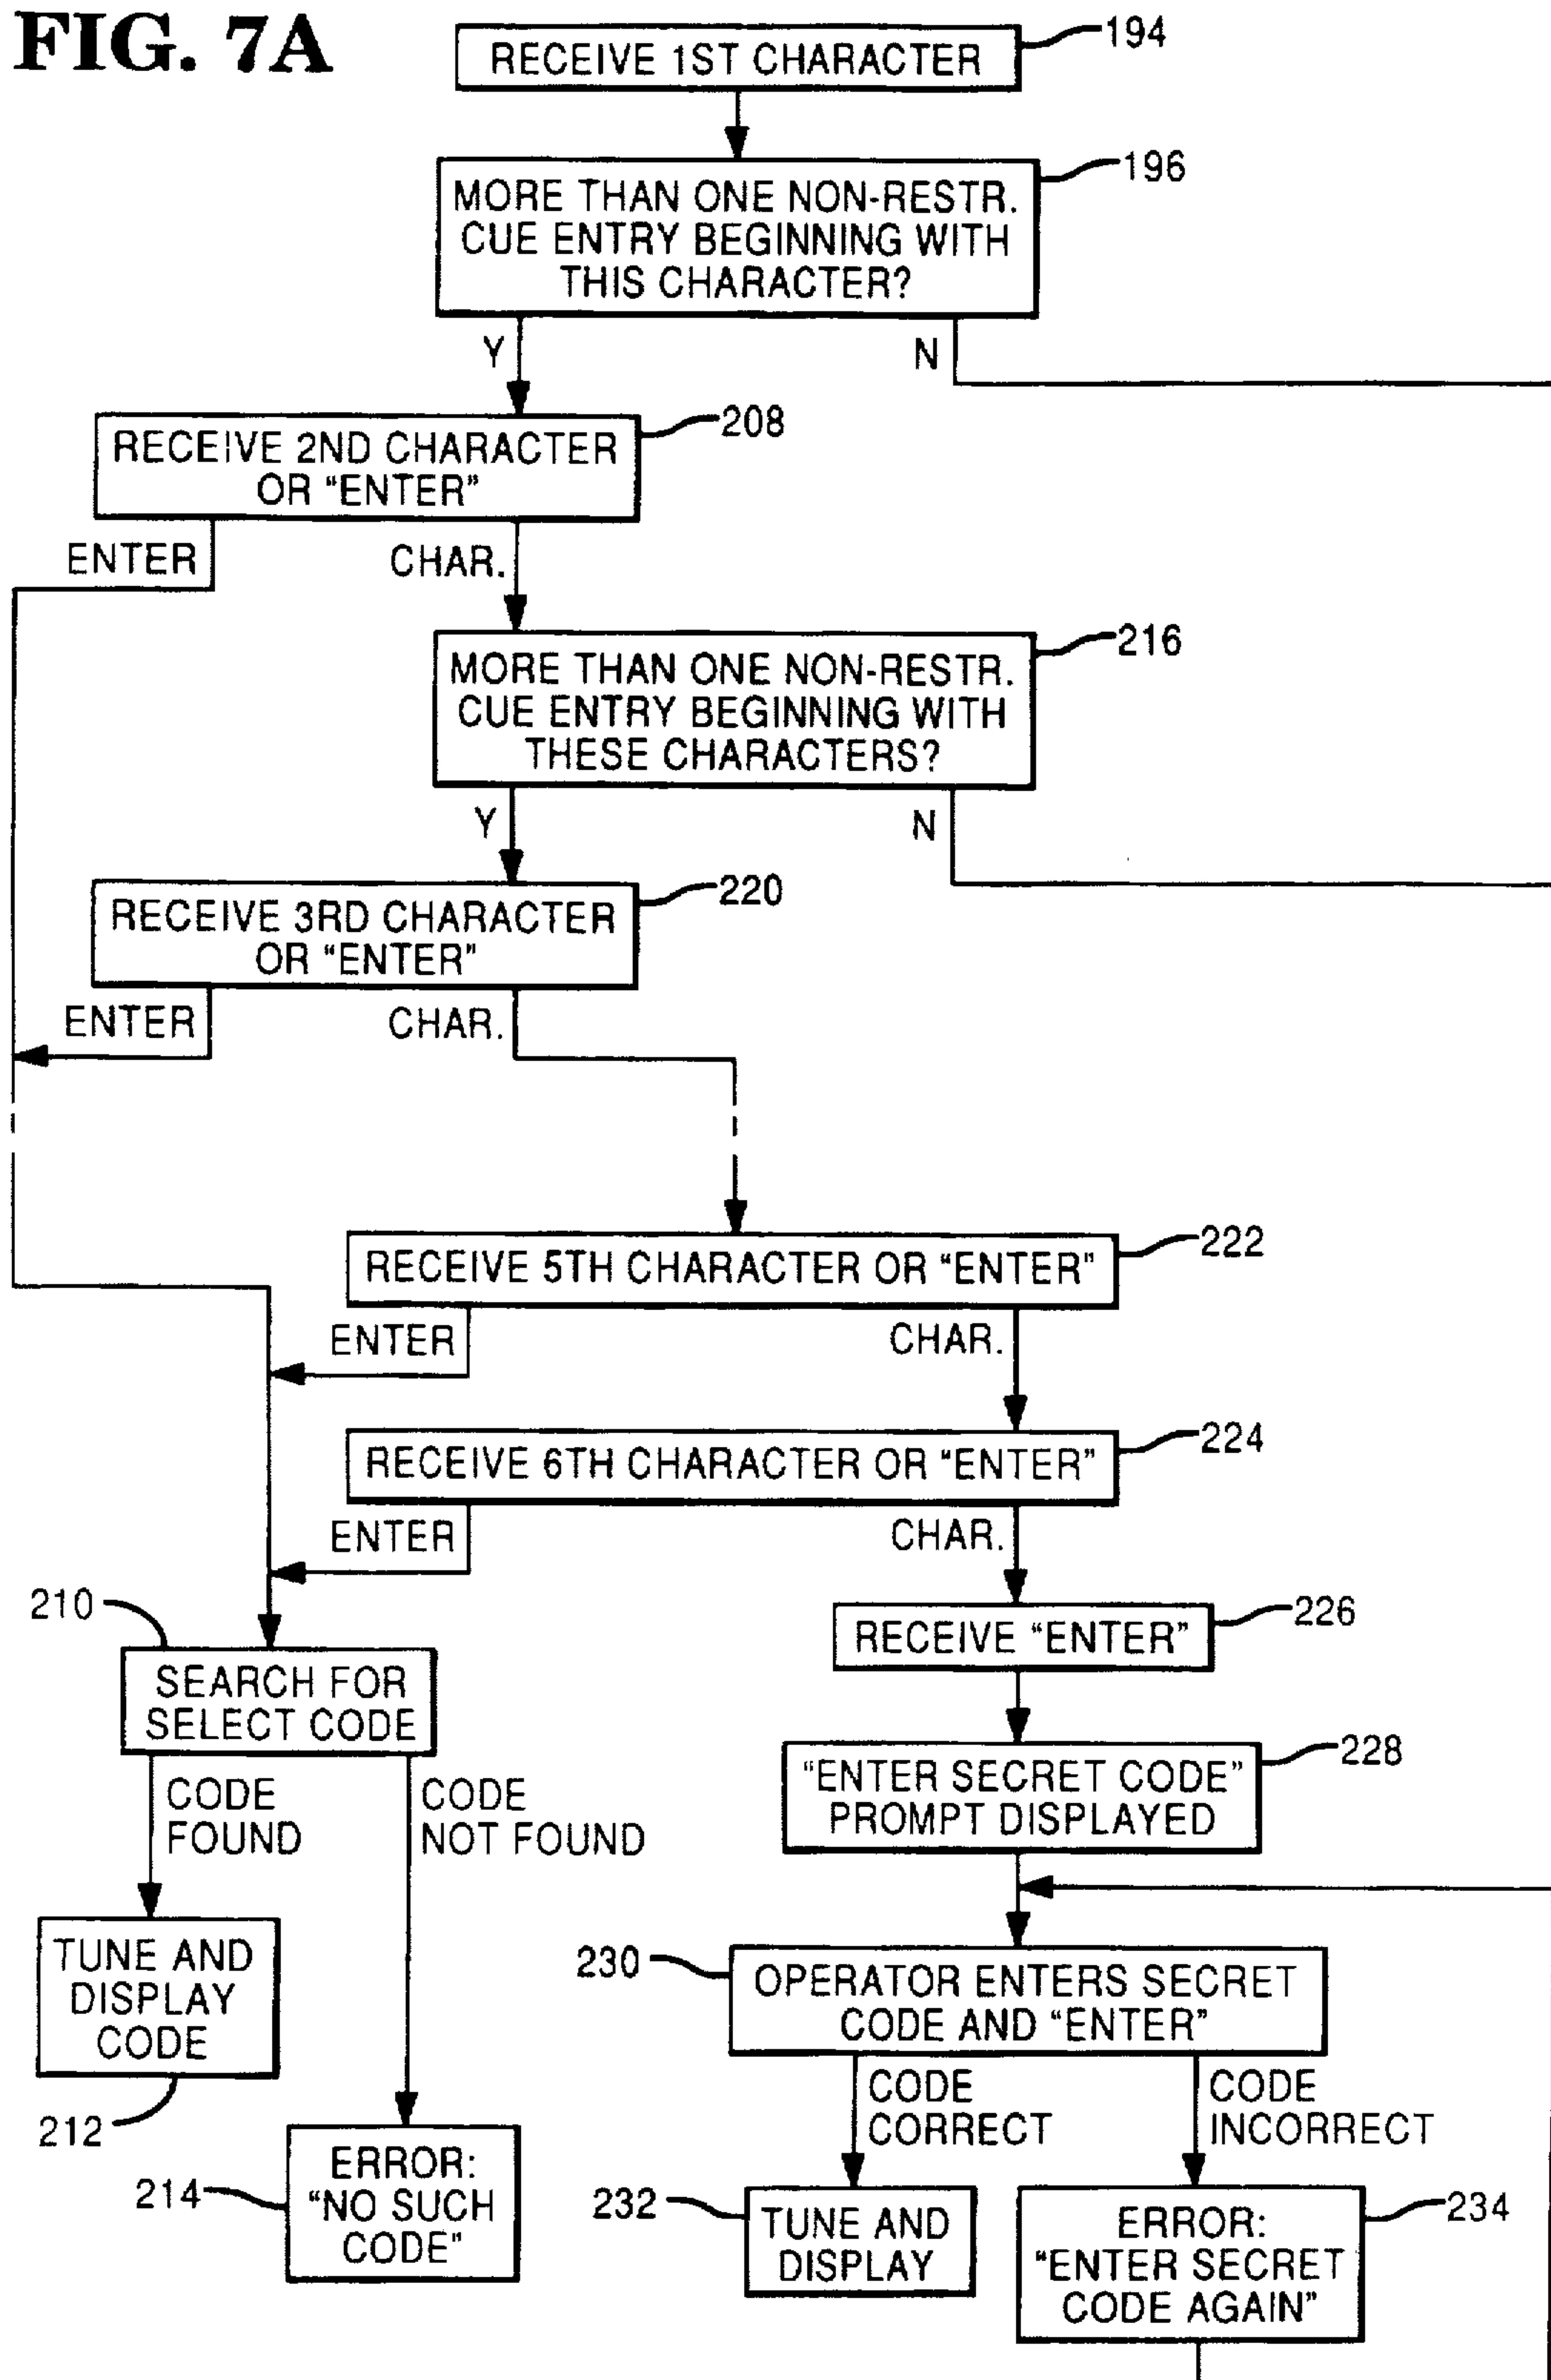 FIG. 7A
RECEIVE 1ST CHARACTER
194
MORE THAN ONE NON-RESTR.
CUE ENTRY BEGINNING WITH
THIS CHARACTER?
196
Y
N
RECEIVE 2ND CHARACTER
OR "ENTER"
208
ENTER
CHAR.
MORE THAN ONE NON-RESTR.
CUE ENTRY BEGINNING WITH
THESE CHARACTERS?
216
Y
N
RECEIVE 3RD CHARACTER
OR "ENTER"
220
ENTER
CHAR.
RECEIVE 5TH CHARACTER OR "ENTER"
222
ENTER
CHAR.
RECEIVE 6TH CHARACTER OR "ENTER"
224
ENTER
CHAR.
210
SEARCH FOR
SELECT CODE
RECEIVE "ENTER"
226
CODE
FOUND
CODE
NOT FOUND
"ENTER SECRET CODE"
PROMPT DISPLAYED
228
TUNE AND
DISPLAY
CODE
212
230
OPERATOR ENTERS SECRET
CODE AND "ENTER"
CODE
CORRECT
CODE
INCORRECT
214
ERROR:
"NO SUCH
CODE"
232
TUNE AND
DISPLAY
ERROR:
"ENTER SECRET
CODE AGAIN"
234